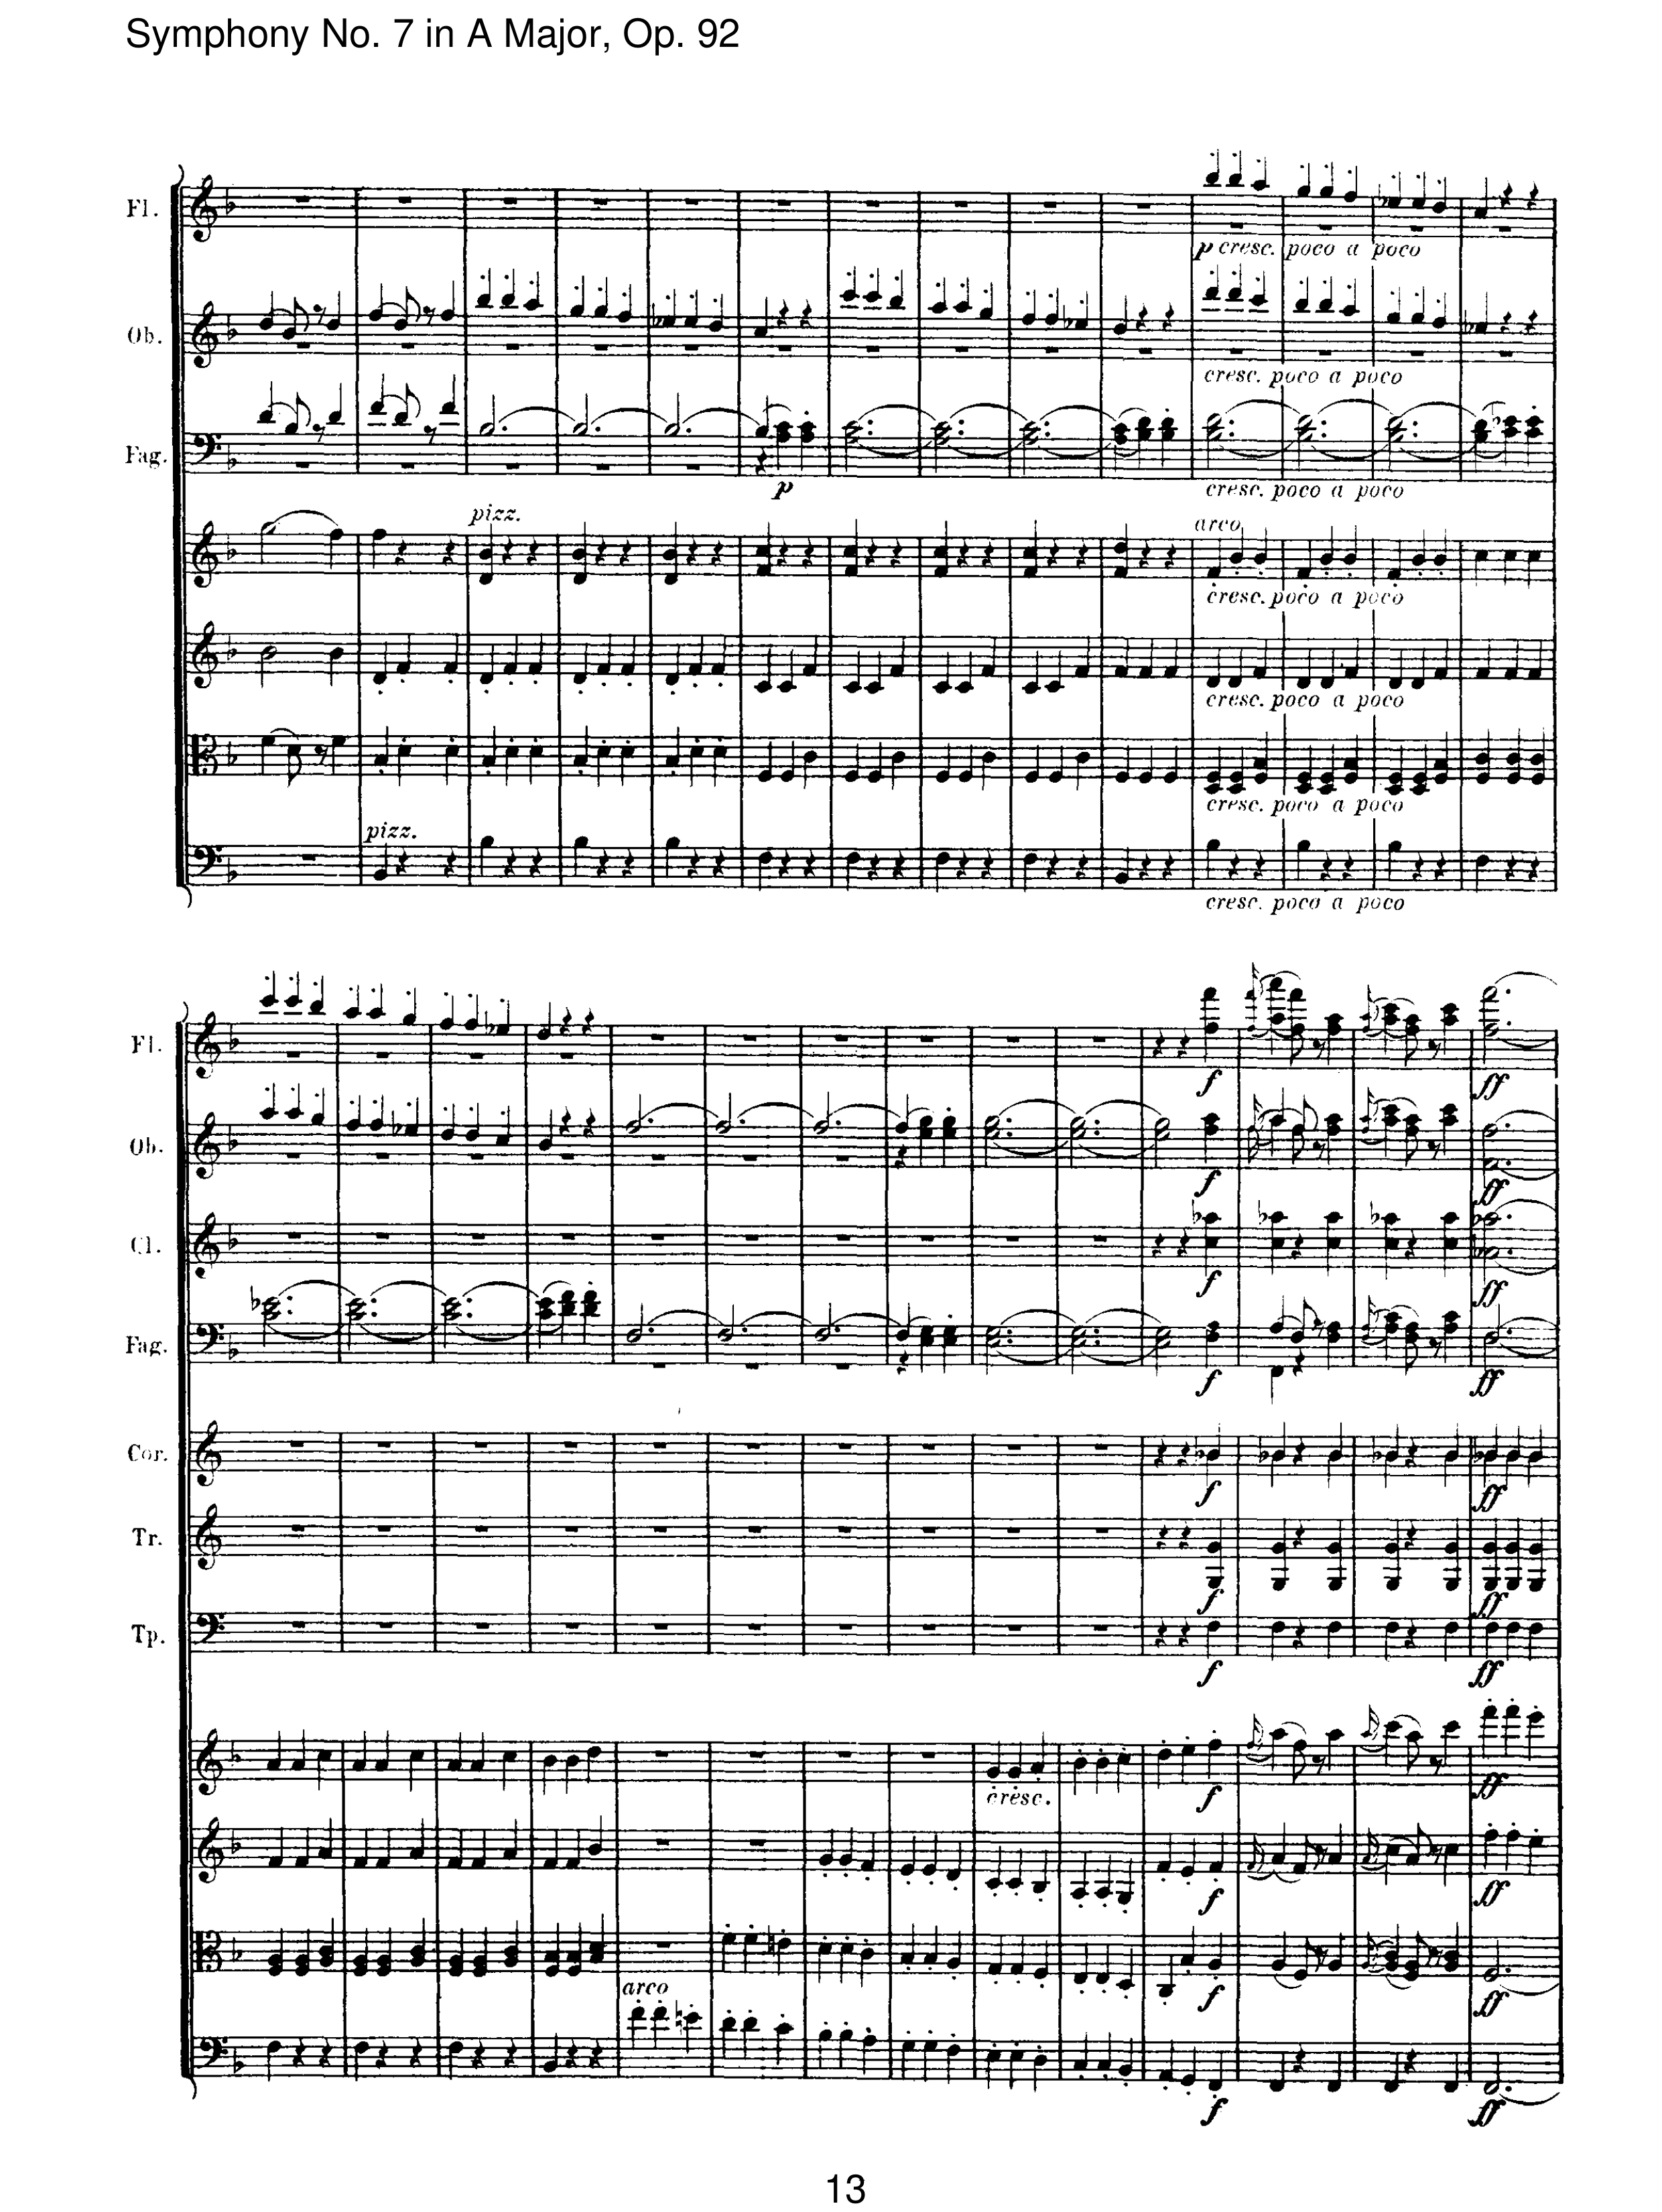 Symphony No. 7 in A Major, Op. 92
Fl.
p cresc. poco a poco
Ob.
cresc. poco a poco
Fag.
p
cresc. poco a poco
pizz.
arco
cresc. poco a poco
cresc. poco a poco
cresc. poco a poco
pizz.
cresc. poco a poco
Fl.
f ff
Ob.
f ff
Cl.
f ff
Fag.
f ff
Cor.
f ff
Tr.
f ff
Tp.
f ff
cresc. f ff
f ff
f ff
arco
f ff
13